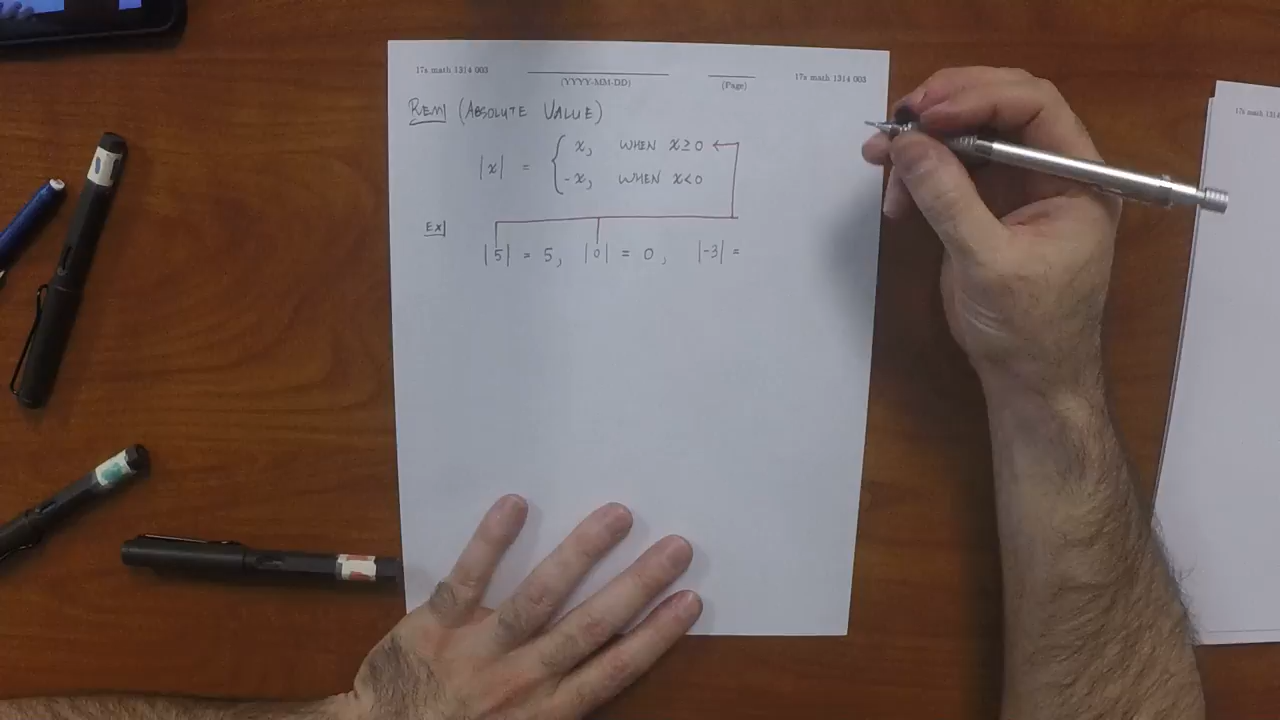 17s math 1314 003 (YYYY-MM-DD) (Page) 17s math 1314 003
REM (ABSOLUTE VALUE)
|x| = { x, WHEN x≥0
-x, WHEN x<0
EX
|5| = 5, |0| = 0, |-3| =